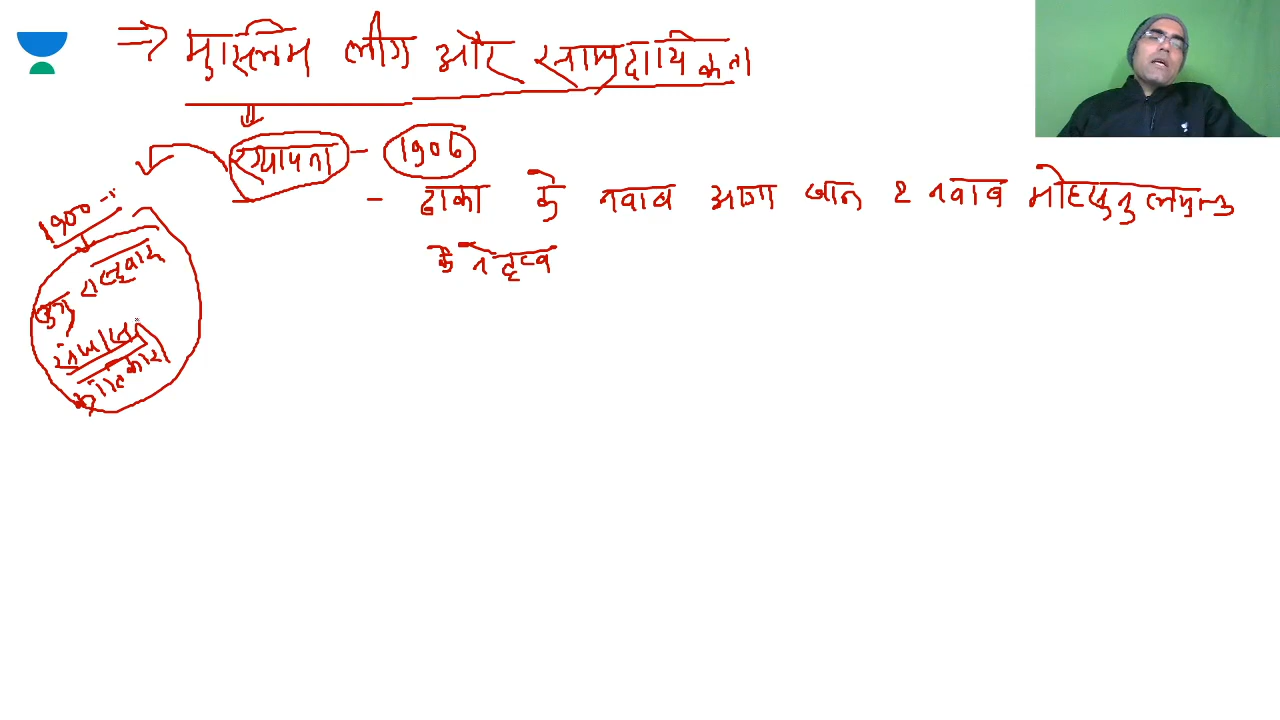 ⇒ मुस्लिम लीग और साम्प्रदायिकता
स्थापना - 1906
- ढाका के नवाब आगा खान व नवाब मोहसुनुलमुल्क
के नेतृत्व
1900 -
उग्र राष्ट्रवाद
क्रांतिकारी